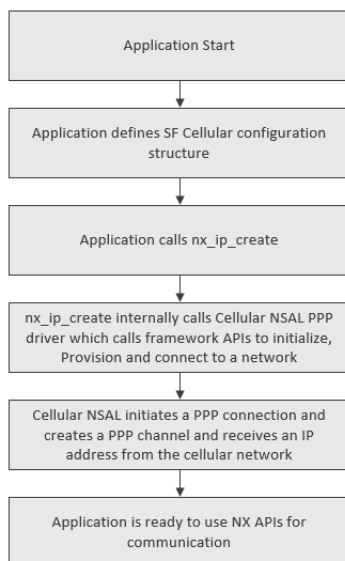 Application Start
Application defines SF Cellular configuration
structure
Application calls nx_ip_create
nx_ip_create internally calls Cellular NSAL PPP
driver which calls framework APIs to initialize,
Provision and connect to a network
Cellular NSAL initiates a PPP connection and
creates a PPP channel and receives an IP
address from the cellular network
Application is ready to use NX APIs for
communication